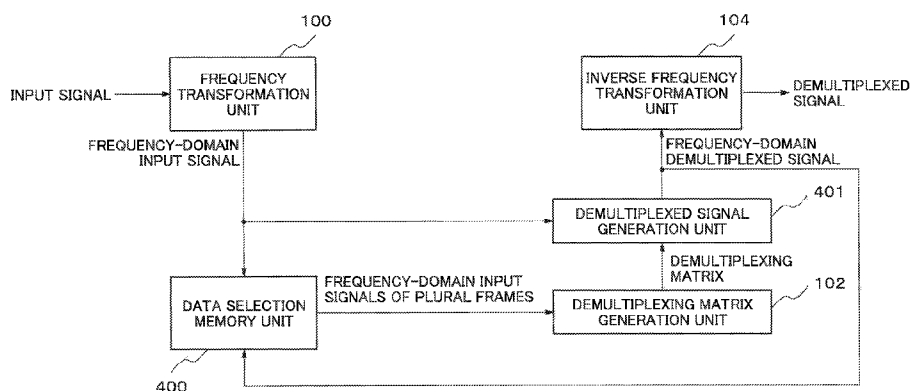 100
104
INPUT SIGNAL
FREQUENCY
TRANSFORMATION
UNIT
INVERSE FREQUENCY
TRANSFORMATION
UNIT
DEMULTIPLEXED
SIGNAL
FREQUENCY-DOMAIN
INPUT SIGNAL
FREQUENCY-DOMAIN
DEMULTIPLEXED SIGNAL
401
DEMULTIPLEXED SIGNAL
GENERATION UNIT
DEMULTIPLEXING
MATRIX
FREQUENCY-DOMAIN INPUT
SIGNALS OF PLURAL FRAMES
102
DATA SELECTION
MEMORY UNIT
DEMULTIPLEXING MATRIX
GENERATION UNIT
400